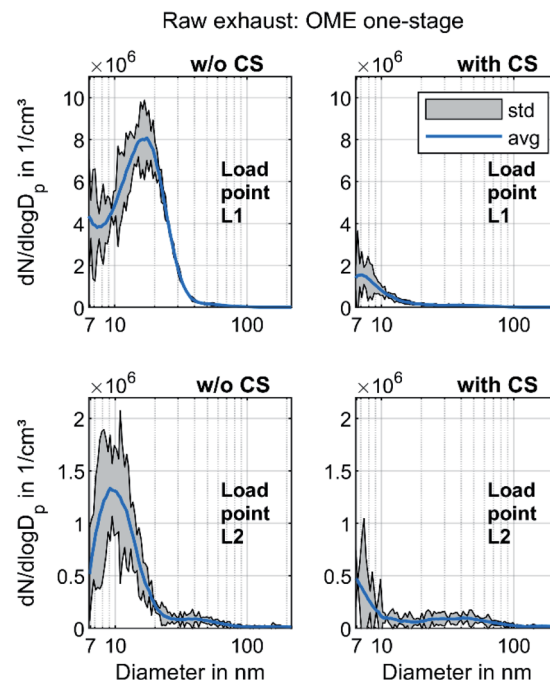 Raw exhaust: OME one-stage
×10⁶ w/o CS
10
8
6
4
2
0
7 10 100
dN/dlogDₚ in 1/cm³
Load
point
L1
×10⁶ with CS
std
avg
10
8
6
4
2
0
7 10 100
Load
point
L1
×10⁶ w/o CS
2
1.5
1
0.5
0
7 10 100
dN/dlogDₚ in 1/cm³
Diameter in nm
Load
point
L2
×10⁶ with CS
2
1.5
1
0.5
0
7 10 100
Diameter in nm
Load
point
L2